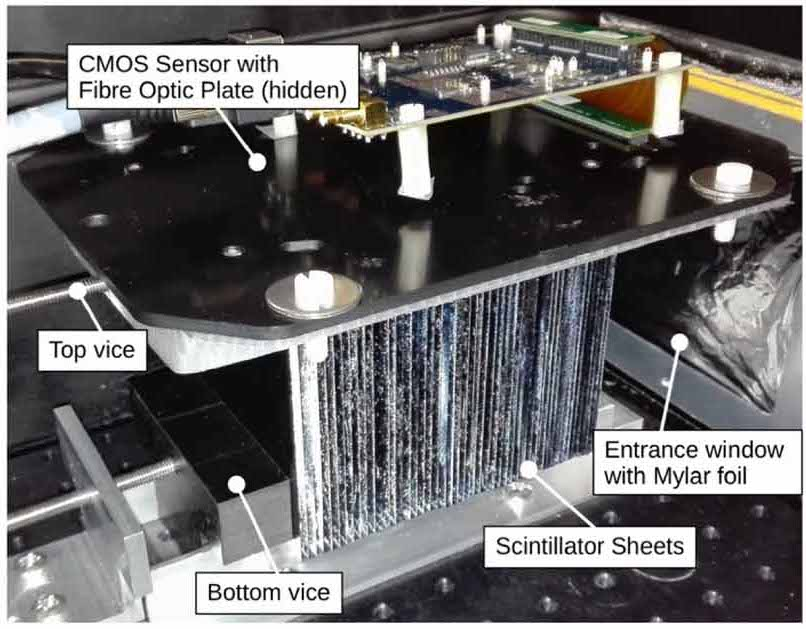 CMOS Sensor with
Fibre Optic Plate (hidden)
Top vice
Entrance window
with Mylar foil
Scintillator Sheets
Bottom vice